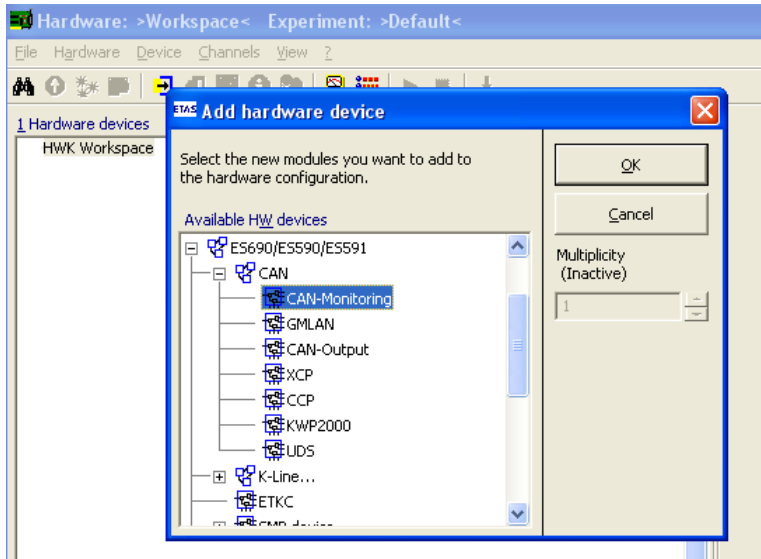 Hardware: >Workspace< Experiment: >Default<
File Hardware Device Channels View ?
1 Hardware devices
HWK Workspace
ETAS Add hardware device
Select the new modules you want to add to
the hardware configuration.
Available HW devices
ES690/ES590/ES591
CAN
CAN-Monitoring
GMLAN
CAN-Output
XCP
CCP
KWP2000
UDS
K-Line...
ETKC
OK
Cancel
Multiplicity
(Inactive)
1